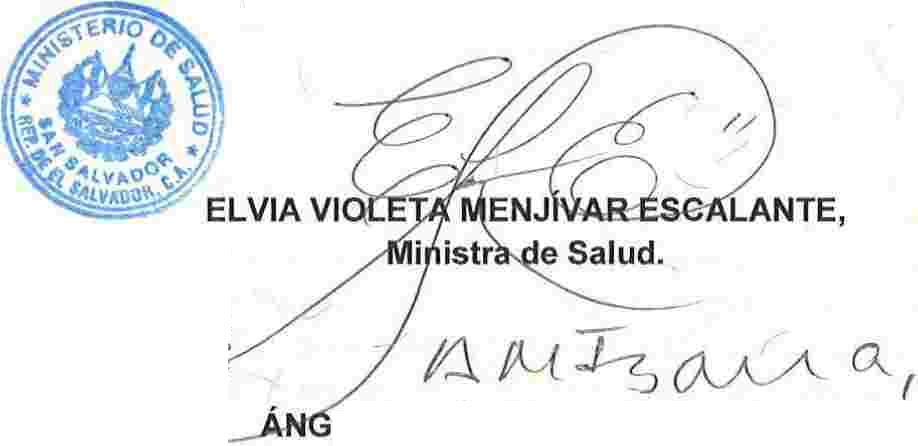 MINISTERIO DE SALUD
SAN SALVADOR
REP. DE EL SALVADOR, C.A.
ELVIA VIOLETA MENJÍVAR ESCALANTE,
Ministra de Salud.
ÁNG